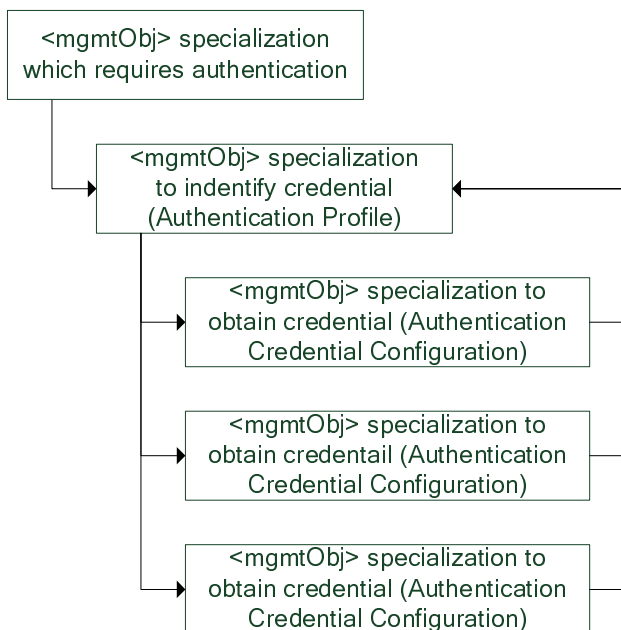 <mgmtObj> specialization
which requires authentication
<mgmtObj> specialization
to indentify credential
(Authentication Profile)
<mgmtObj> specialization to
obtain credential (Authentication
Credential Configuration)
<mgmtObj> specialization to
obtain credentail (Authentication
Credential Configuration)
<mgmtObj> specialization to
obtain credential (Authentication
Credential Configuration)